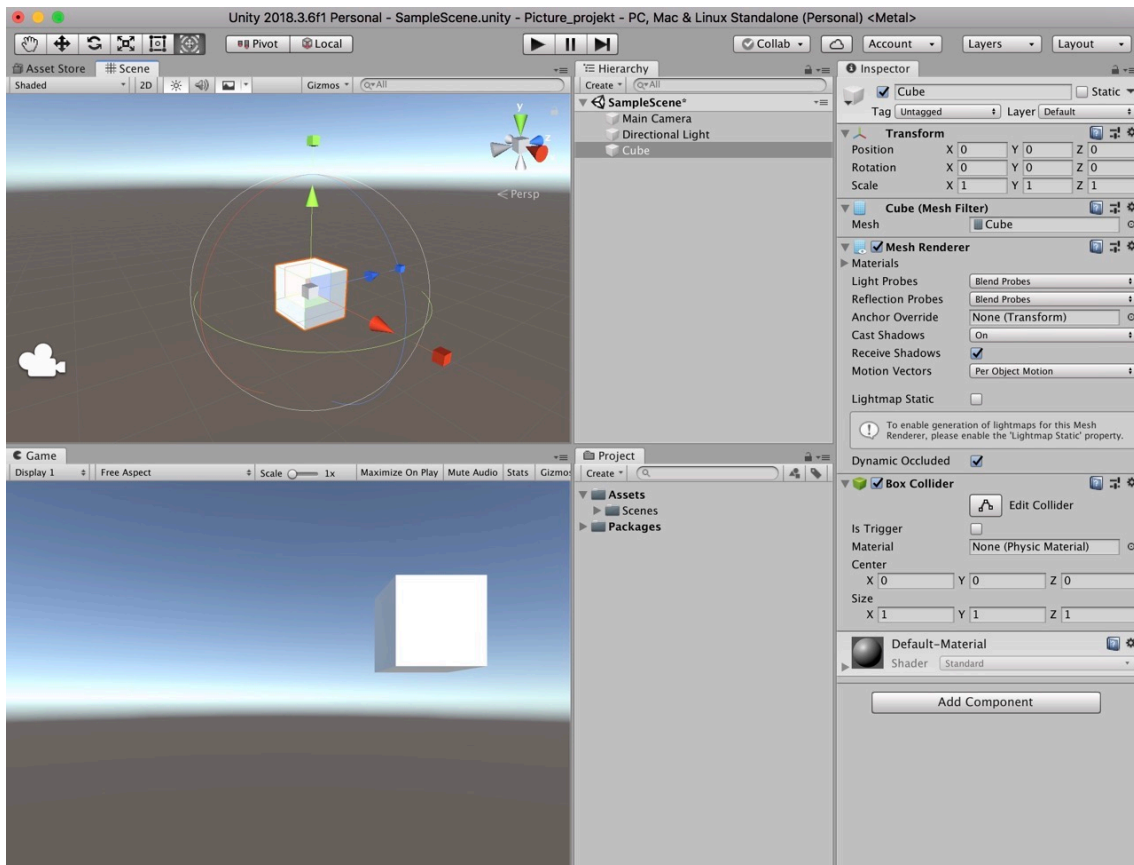 Unity 2018.3.6f1 Personal - SampleScene.unity - Picture_projekt - PC, Mac & Linux Standalone (Personal) <Metal>
Pivot Local Collab Account Layers Layout
Asset Store Scene
Shaded 2D Gizmos All
y
z
Persp
Game
Display 1 Free Aspect Scale 1x Maximize On Play Mute Audio Stats Gizmos
Hierarchy
Create All
SampleScene*
Main Camera
Directional Light
Cube
Project
Create
Assets
Scenes
Packages
Inspector
Cube Static
Tag Untagged Layer Default
Transform
Position X 0 Y 0 Z 0
Rotation X 0 Y 0 Z 0
Scale X 1 Y 1 Z 1
Cube (Mesh Filter)
Mesh Cube
Mesh Renderer
Materials
Light Probes Blend Probes
Reflection Probes Blend Probes
Anchor Override None (Transform)
Cast Shadows On
Receive Shadows
Motion Vectors Per Object Motion
Lightmap Static
To enable generation of lightmaps for this Mesh
Renderer, please enable the 'Lightmap Static' property.
Dynamic Occluded
Box Collider
Edit Collider
Is Trigger
Material None (Physic Material)
Center
X 0 Y 0 Z 0
Size
X 1 Y 1 Z 1
Default-Material
Shader Standard
Add Component